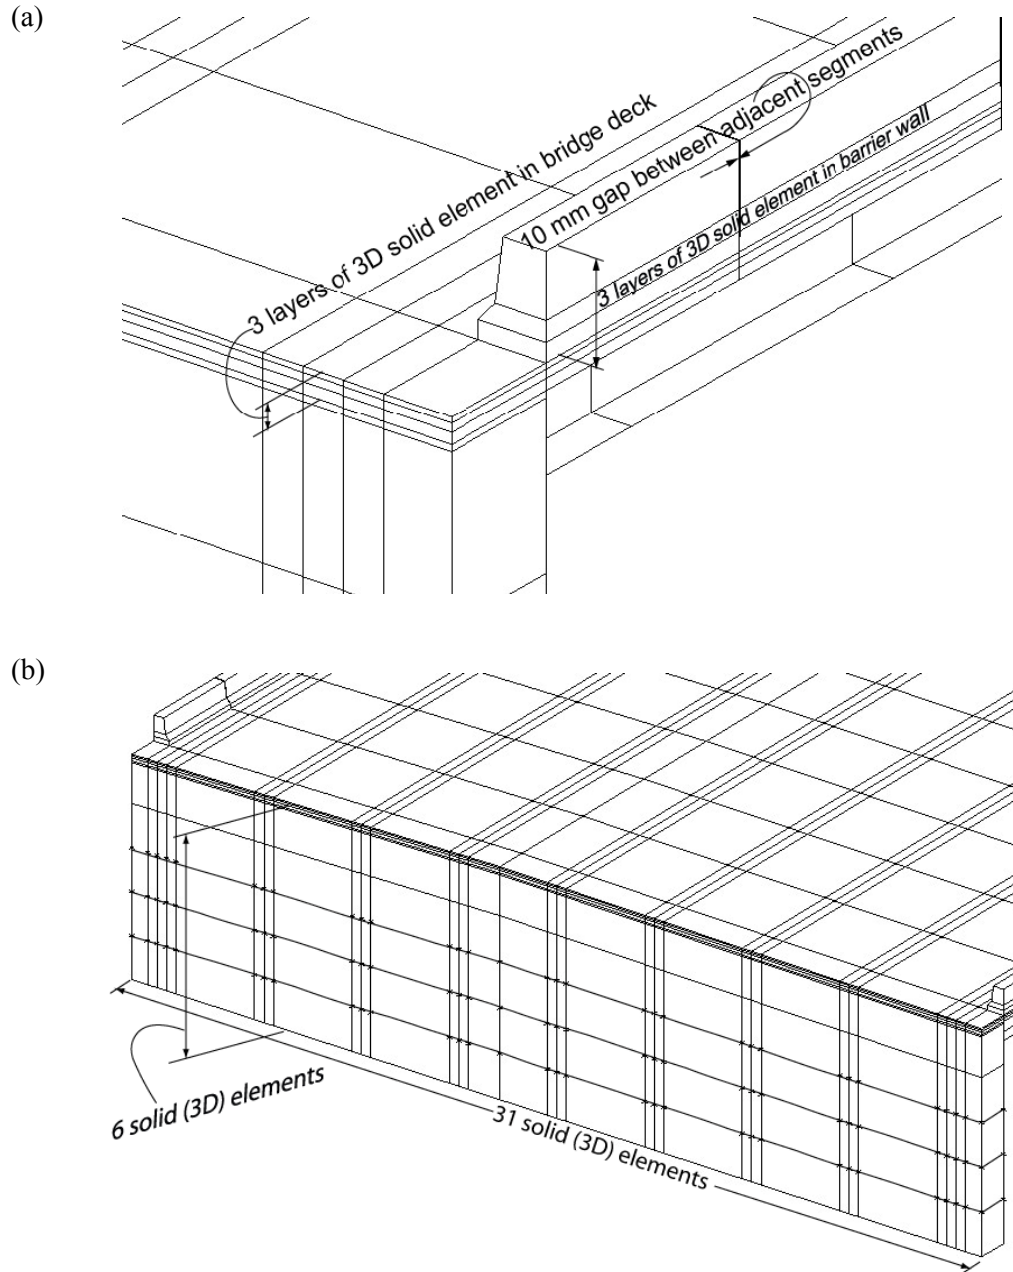 (a)
3 layers of 3D solid element in bridge deck
10 mm gap between adjacent segments
3 layers of 3D solid element in barrier wall
(b)
6 solid (3D) elements
31 solid (3D) elements